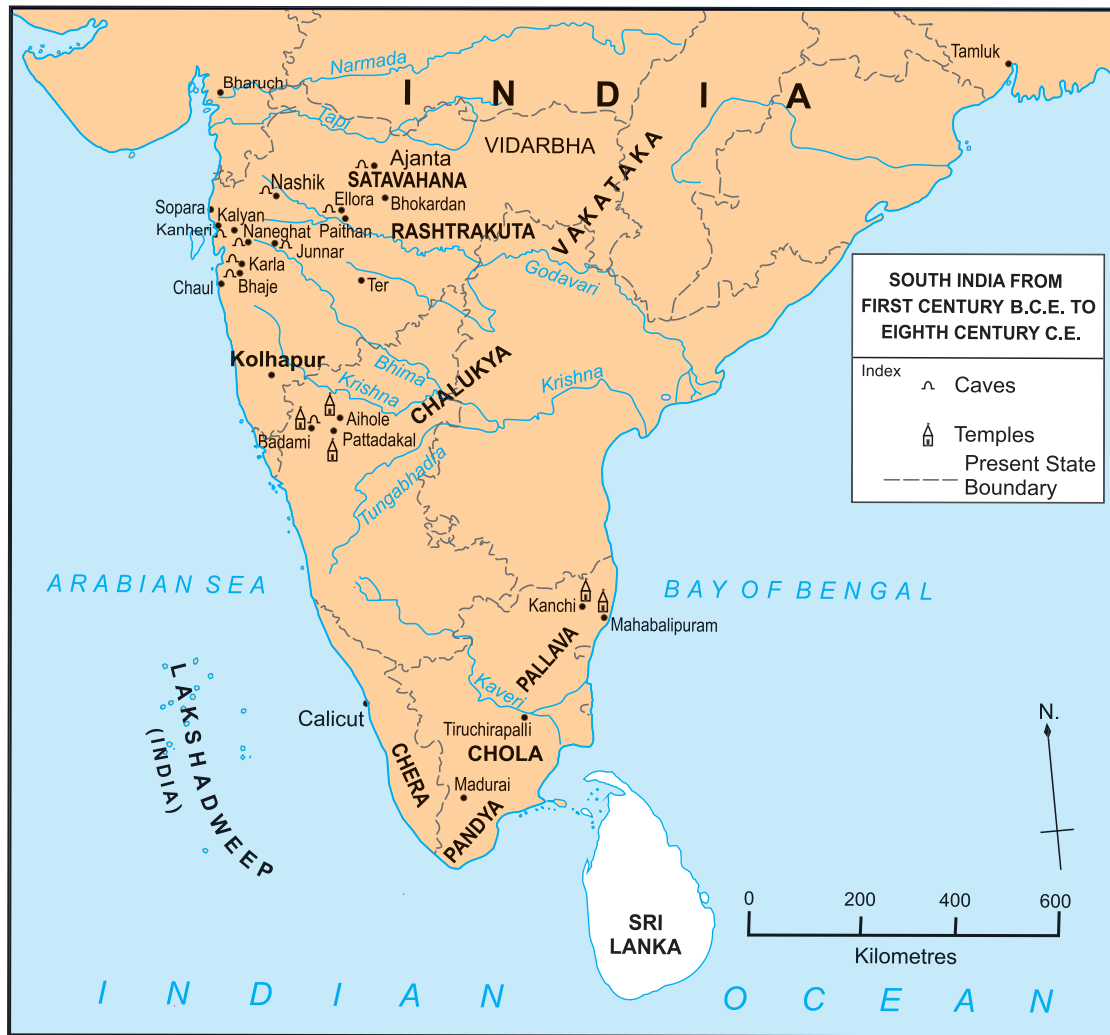 Tamluk
Narmada
Bharuch
I N D I A
Tapi
VIDARBHA
Ajanta
SATAVAHANA
Nashik
Ellora
Bhokardan
VAKATAKA
Sopara
Kalyan
Kanheri
Naneghat
Paithan
RASHTRAKUTA
Junnar
Karla
Godavari
Chaul
Bhaje
Ter
SOUTH INDIA FROM
FIRST CENTURY B.C.E. TO
EIGHTH CENTURY C.E.
Index
Caves
Temples
Present State
Boundary
Kolhapur
Bhima
Krishna
CHALUKYA
Krishna
Aihole
Badami
Pattadakal
Tungabhadra
ARABIAN SEA
BAY OF BENGAL
Kanchi
Mahabalipuram
PALLAVA
LAKSHADWEEP
(INDIA)
Kaveri
Calicut
Tiruchirapalli
CHOLA
CHERA
Madurai
PANDYA
N.
SRI
LANKA
0 200 400 600
Kilometres
I N D I A N O C E A N